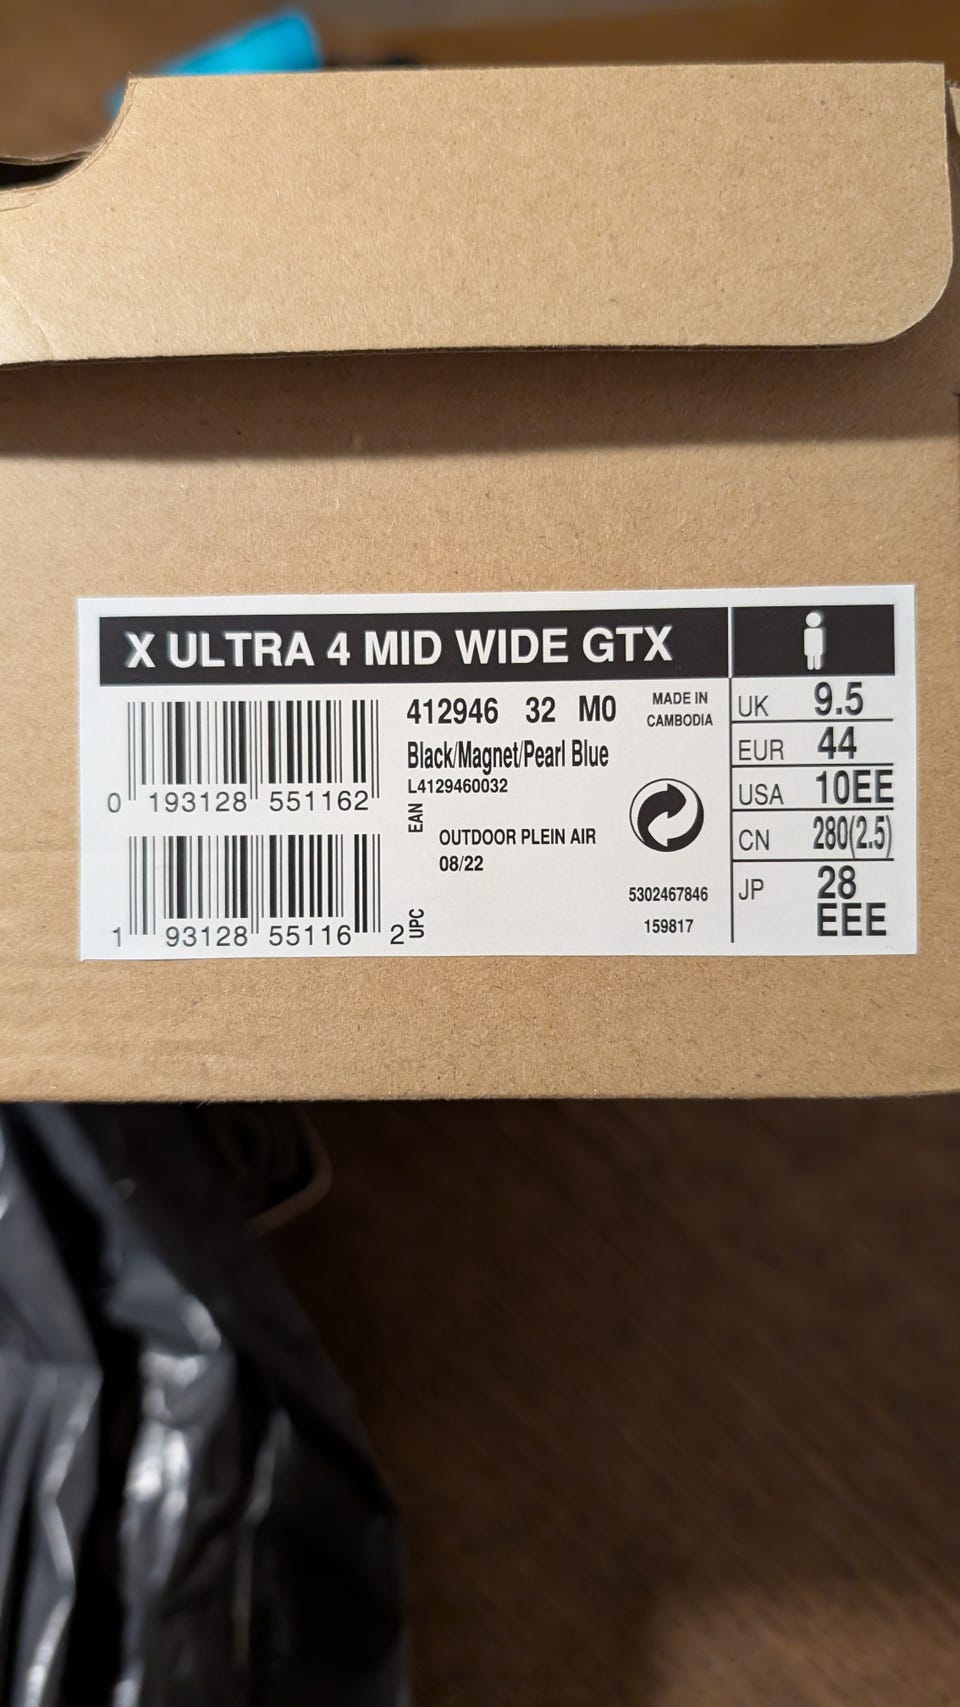 X ULTRA 4 MID WIDE GTX
412946 32 M0
MADE IN
CAMBODIA
Black/Magnet/Pearl Blue
L4129460032
0 193128 551162
EAN
OUTDOOR PLEIN AIR
08/22
5302467846
159817
1 93128 55116 2
UPC
UK 9.5
EUR 44
USA 10EE
CN 280(2.5)
JP 28
EEE